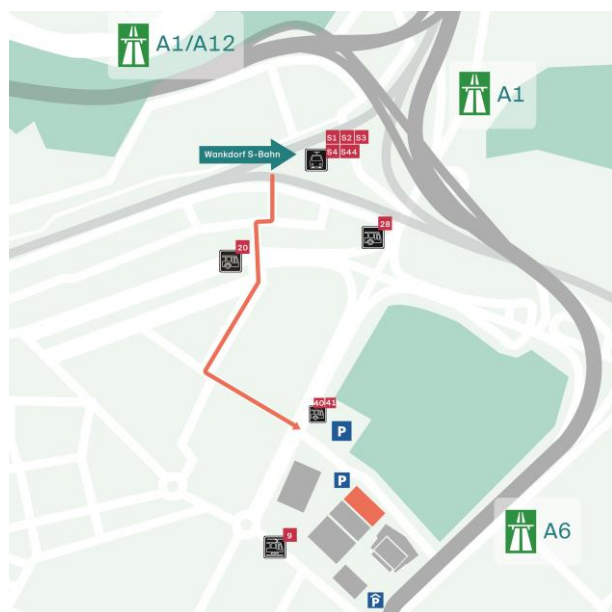 A1/A12
A1
S1 S2 S3
Wankdorf S-Bahn
S4 S44
28
20
40 41
P
P
9
A6
P